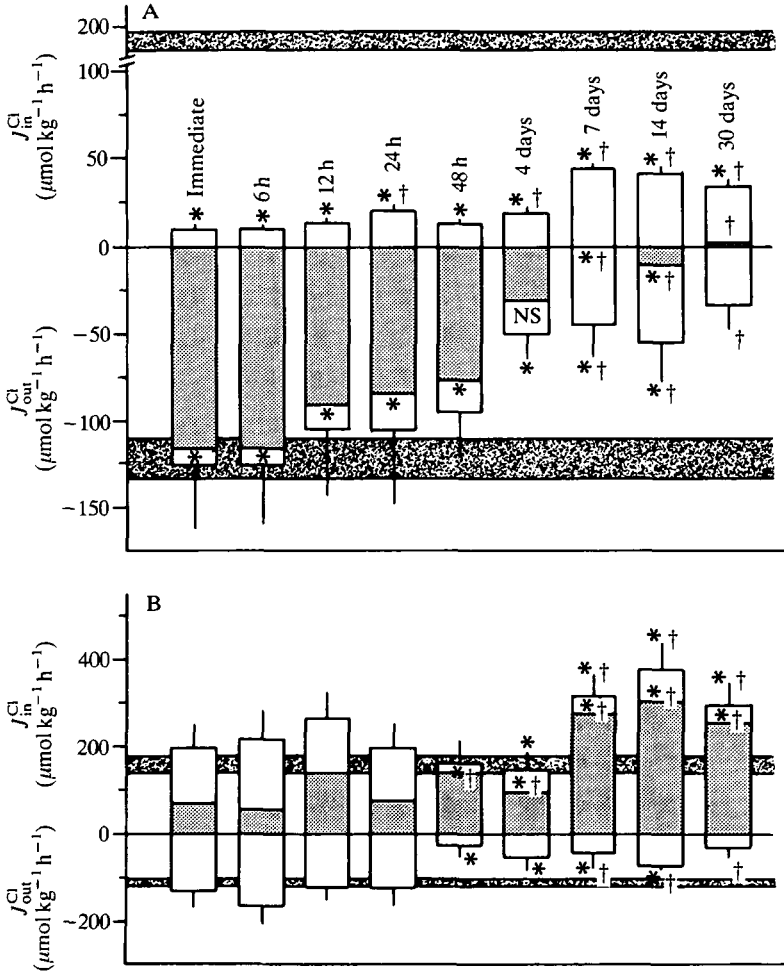 A
200
100
50
0
−50
−100
−150
J_in^Cl
(μmol kg⁻¹ h⁻¹)
J_out^Cl
(μmol kg⁻¹ h⁻¹)
Immediate
6 h
12 h
24 h
48 h
4 days
7 days
14 days
30 days
* * * * † * * † * † * † * †
†
* †
* †
NS
* * * * *
* * † * † †
B
400
200
0
−200
J_in^Cl
(μmol kg⁻¹ h⁻¹)
J_out^Cl
(μmol kg⁻¹ h⁻¹)
* †
* † * †
* † * † * †
*
* † * †
* * * † * † †